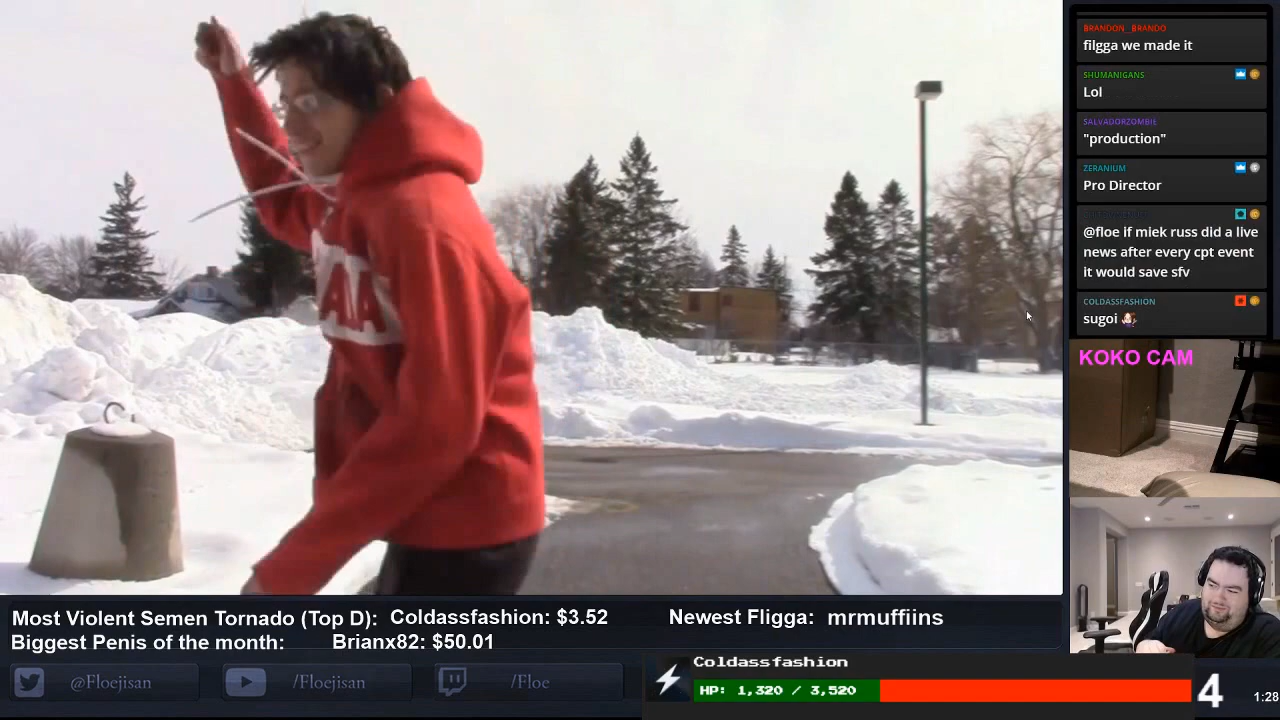 BRANDON__BRANDO
filgga we made it
SHUMANIGANS
Lol
SALVADORZOMBIE
"production"
ZERANIUM
Pro Director
@floe if miek russ did a live
news after every cpt event
it would save sfv
COLDASSFASHION
sugoi
KOKO CAM
Most Violent Semen Tornado (Top D): Coldassfashion: $3.52
Newest Fligga: mrmuffiins
Biggest Penis of the month: Brianx82: $50.01
@Floejisan
/Floejisan
/Floe
Coldassfashion
HP: 1,320 / 3,520
4
1:28